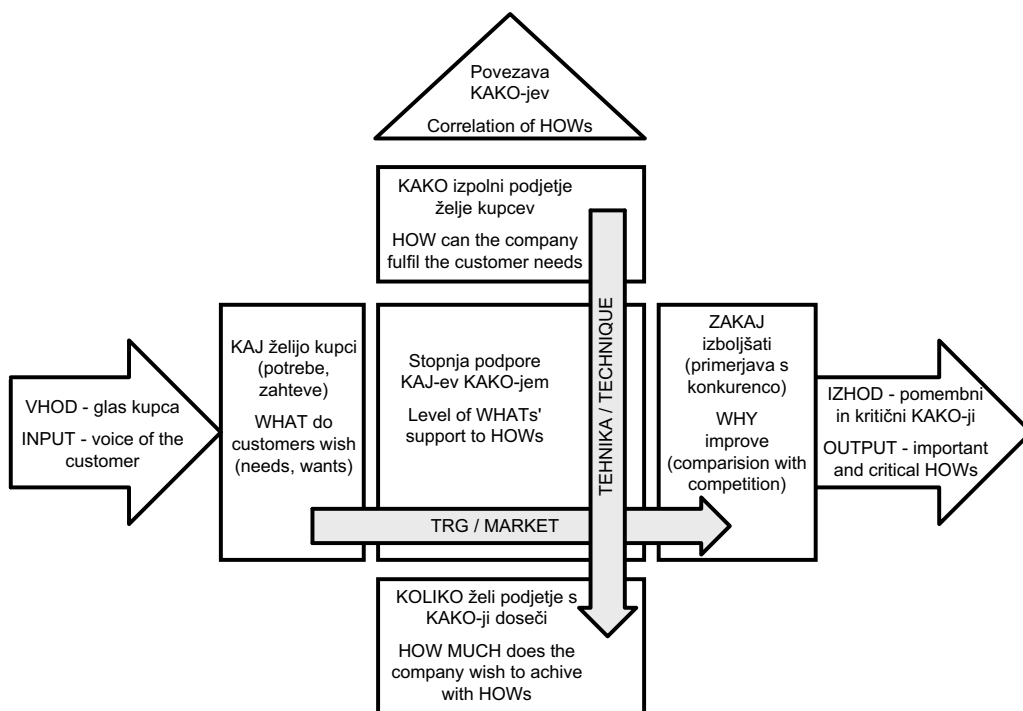 Povezava
KAKO-jev
Correlation of HOWs
KAKO izpolni podjetje
želje kupcev
HOW can the company
fulfil the customer needs
VHOD - glas kupca
INPUT - voice of the
customer
KAJ želijo kupci
(potrebe,
zahteve)
WHAT do
customers wish
(needs, wants)
Stopnja podpore
KAJ-ev KAKO-jem
Level of WHATs'
support to HOWs
TEHNIKA / TECHNIQUE
ZAKAJ
izboljšati
(primerjava s
konkurenco)
WHY
improve
(comparision with
competition)
IZHOD - pomembni
in kritični KAKO-ji
OUTPUT - important
and critical HOWs
TRG / MARKET
KOLIKO želi podjetje s
KAKO-ji doseči
HOW MUCH does the
company wish to achive
with HOWs